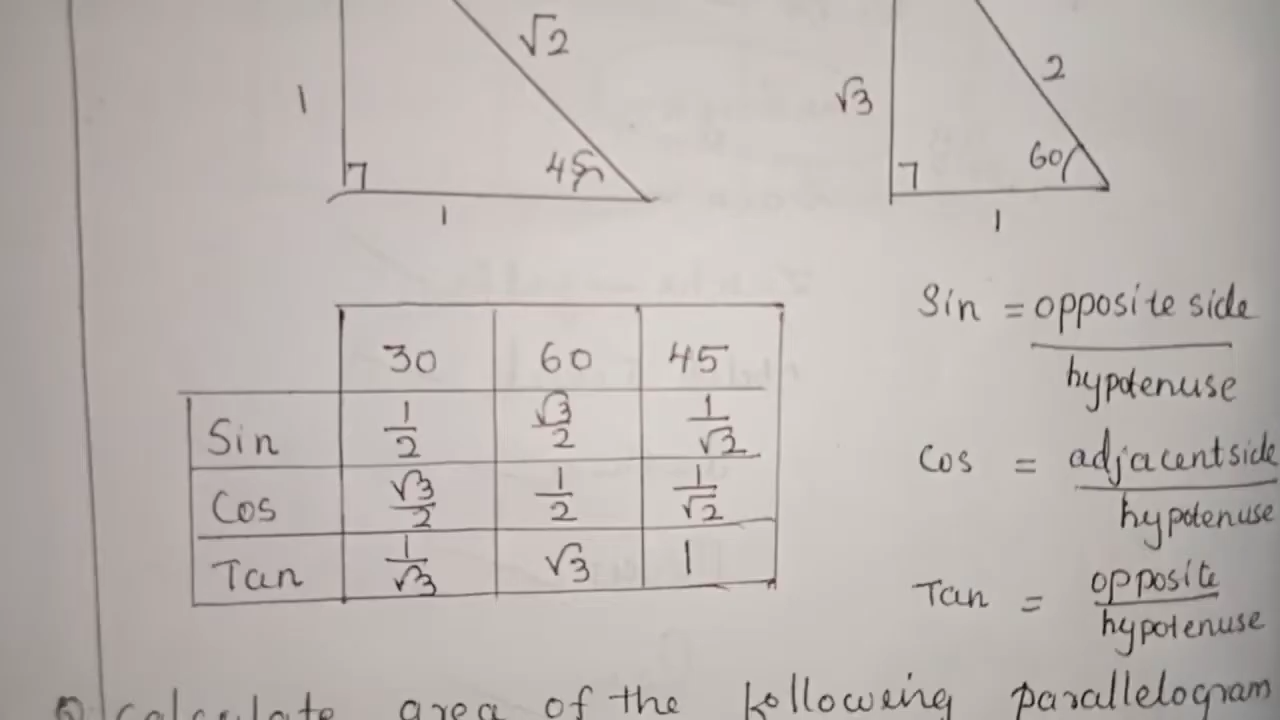 √2
1
45
1
2
√3
60
1
30 60 45
Sin 1/2 √3/2 1/√2
Cos √3/2 1/2 1/√2
Tan 1/√3 √3 1
Sin = opposite side
hypotenuse
Cos = adjacent side
hypotenuse
Tan = opposite
hypotenuse
calculate area of the following parallelogram